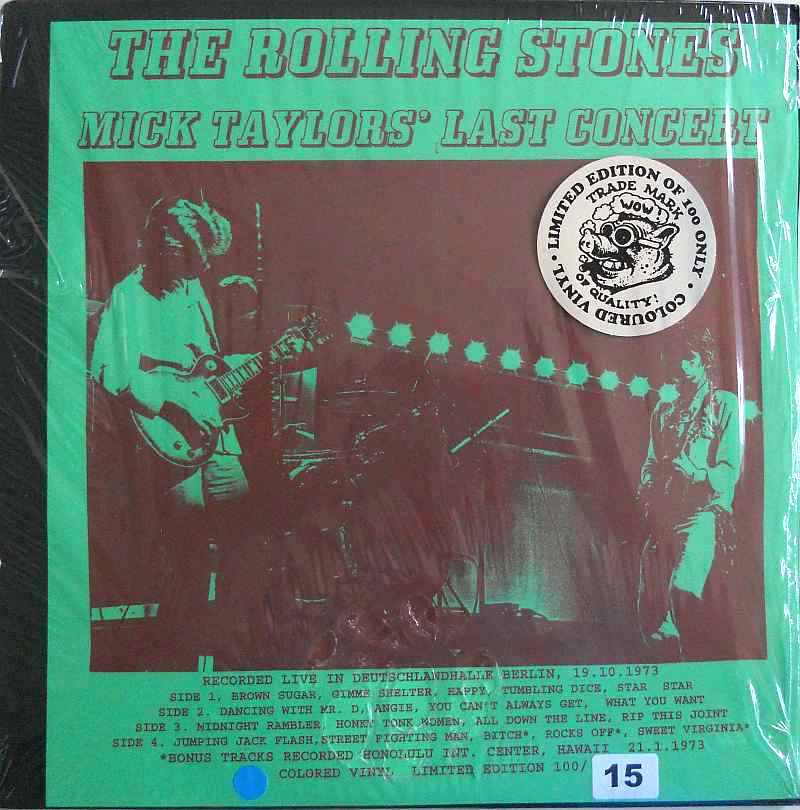 THE ROLLING STONES
MICK TAYLORS' LAST CONCERT
• LIMITED EDITION OF 100 ONLY • COLOURED VINYL
TRADE MARK
WOW!
OF QUALITY!
RECORDED LIVE IN DEUTSCHLANDHALLE BERLIN, 19.10.1973
SIDE 1, BROWN SUGAR, GIMME SHELTER, HAPPY, TUMBLING DICE, STAR STAR
SIDE 2. DANCING WITH MR. D, ANGIE, YOU CAN'T ALWAYS GET, WHAT YOU WANT
SIDE 3. MIDNIGHT RAMBLER, HONKY TONK WOMEN, ALL DOWN THE LINE, RIP THIS JOINT
SIDE 4. JUMPING JACK FLASH,STREET FIGHTING MAN, BITCH*, ROCKS OFF*, SWEET VIRGINIA*
*BONUS TRACKS RECORDED HONOLULU INT. CENTER, HAWAII 21.1.1973
COLORED VINYL LIMITED EDITION 100/ 15